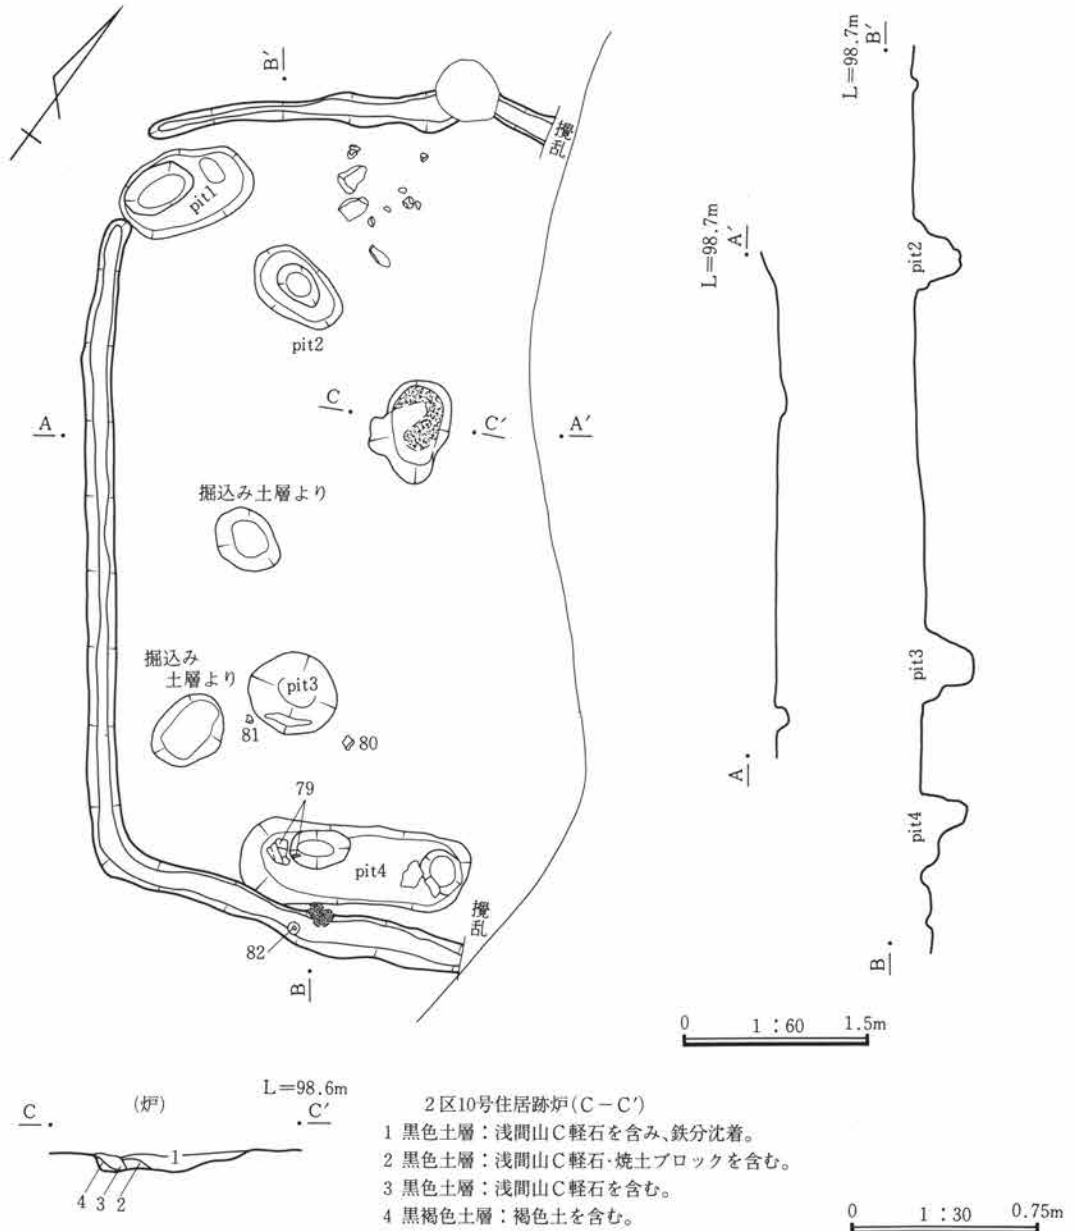 B′
L=98.7m
B′
攪乱
pit1
L=98.7m
A′
pit2
pit2
C
C′
A
A′
掘込み土層より
掘込み
土層より
pit3
pit3
81
80
A
79
pit4
pit4
攪乱
82
B
B
0 1：60 1.5m
L=98.6m
C
(炉)
C′
1
4 3 2
2区10号住居跡炉(C－C′)
1 黒色土層：浅間山C軽石を含み、鉄分沈着。
2 黒色土層：浅間山C軽石・焼土ブロックを含む。
3 黒色土層：浅間山C軽石を含む。
4 黒褐色土層：褐色土を含む。
0 1：30 0.75m